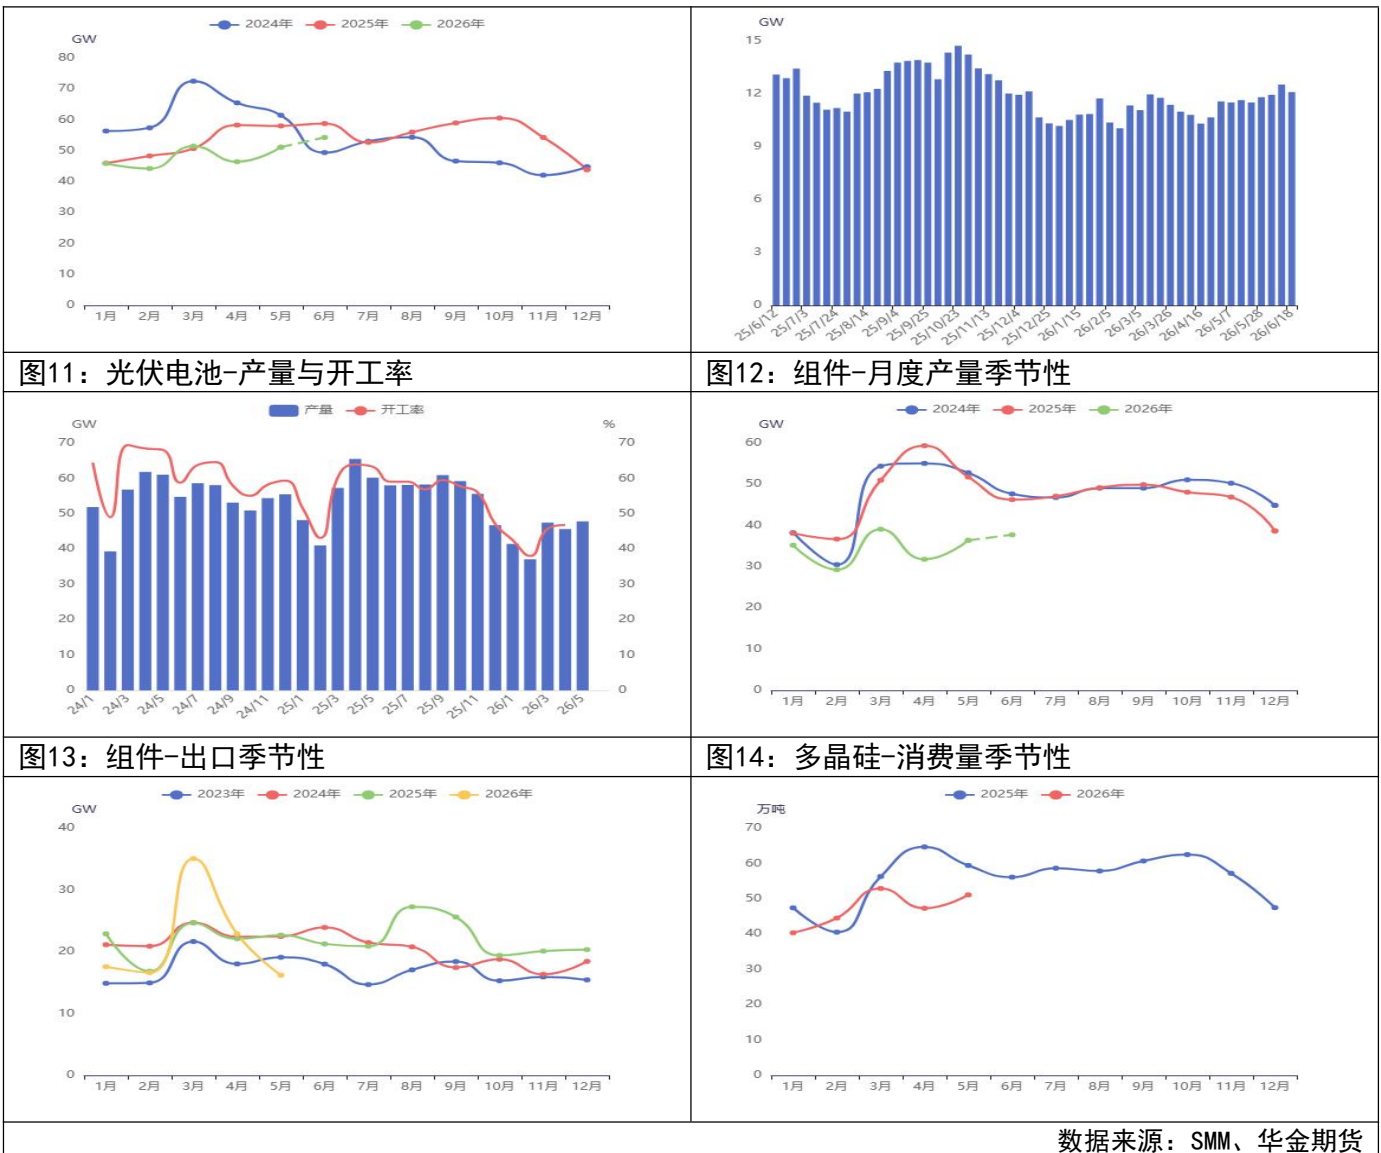 2024年 2025年 2026年
GW
80
70
60
50
40
30
20
10
0
1月 2月 3月 4月 5月 6月 7月 8月 9月 10月 11月 12月
GW
15
12
9
6
3
0
25/6/12 25/7/3 25/7/24 25/8/14 25/9/4 25/9/25 25/10/23 25/11/13 25/12/4 25/12/25 26/1/15 26/2/5 26/3/5 26/3/26 26/4/16 26/5/7 26/5/28 26/6/18
图11：光伏电池-产量与开工率
图12：组件-月度产量季节性
产量 开工率
GW %
70 70
60 60
50 50
40 40
30 30
20 20
10 10
0 0
24/1 24/3 24/5 24/7 24/9 24/11 25/1 25/3 25/5 25/7 25/9 25/11 26/1 26/3 26/5
2024年 2025年 2026年
GW
60
50
40
30
20
10
0
1月 2月 3月 4月 5月 6月 7月 8月 9月 10月 11月 12月
图13：组件-出口季节性
图14：多晶硅-消费量季节性
2023年 2024年 2025年 2026年
GW
40
30
20
10
0
1月 2月 3月 4月 5月 6月 7月 8月 9月 10月 11月 12月
2025年 2026年
万吨
70
60
50
40
30
20
10
0
1月 2月 3月 4月 5月 6月 7月 8月 9月 10月 11月 12月
数据来源：SMM、华金期货